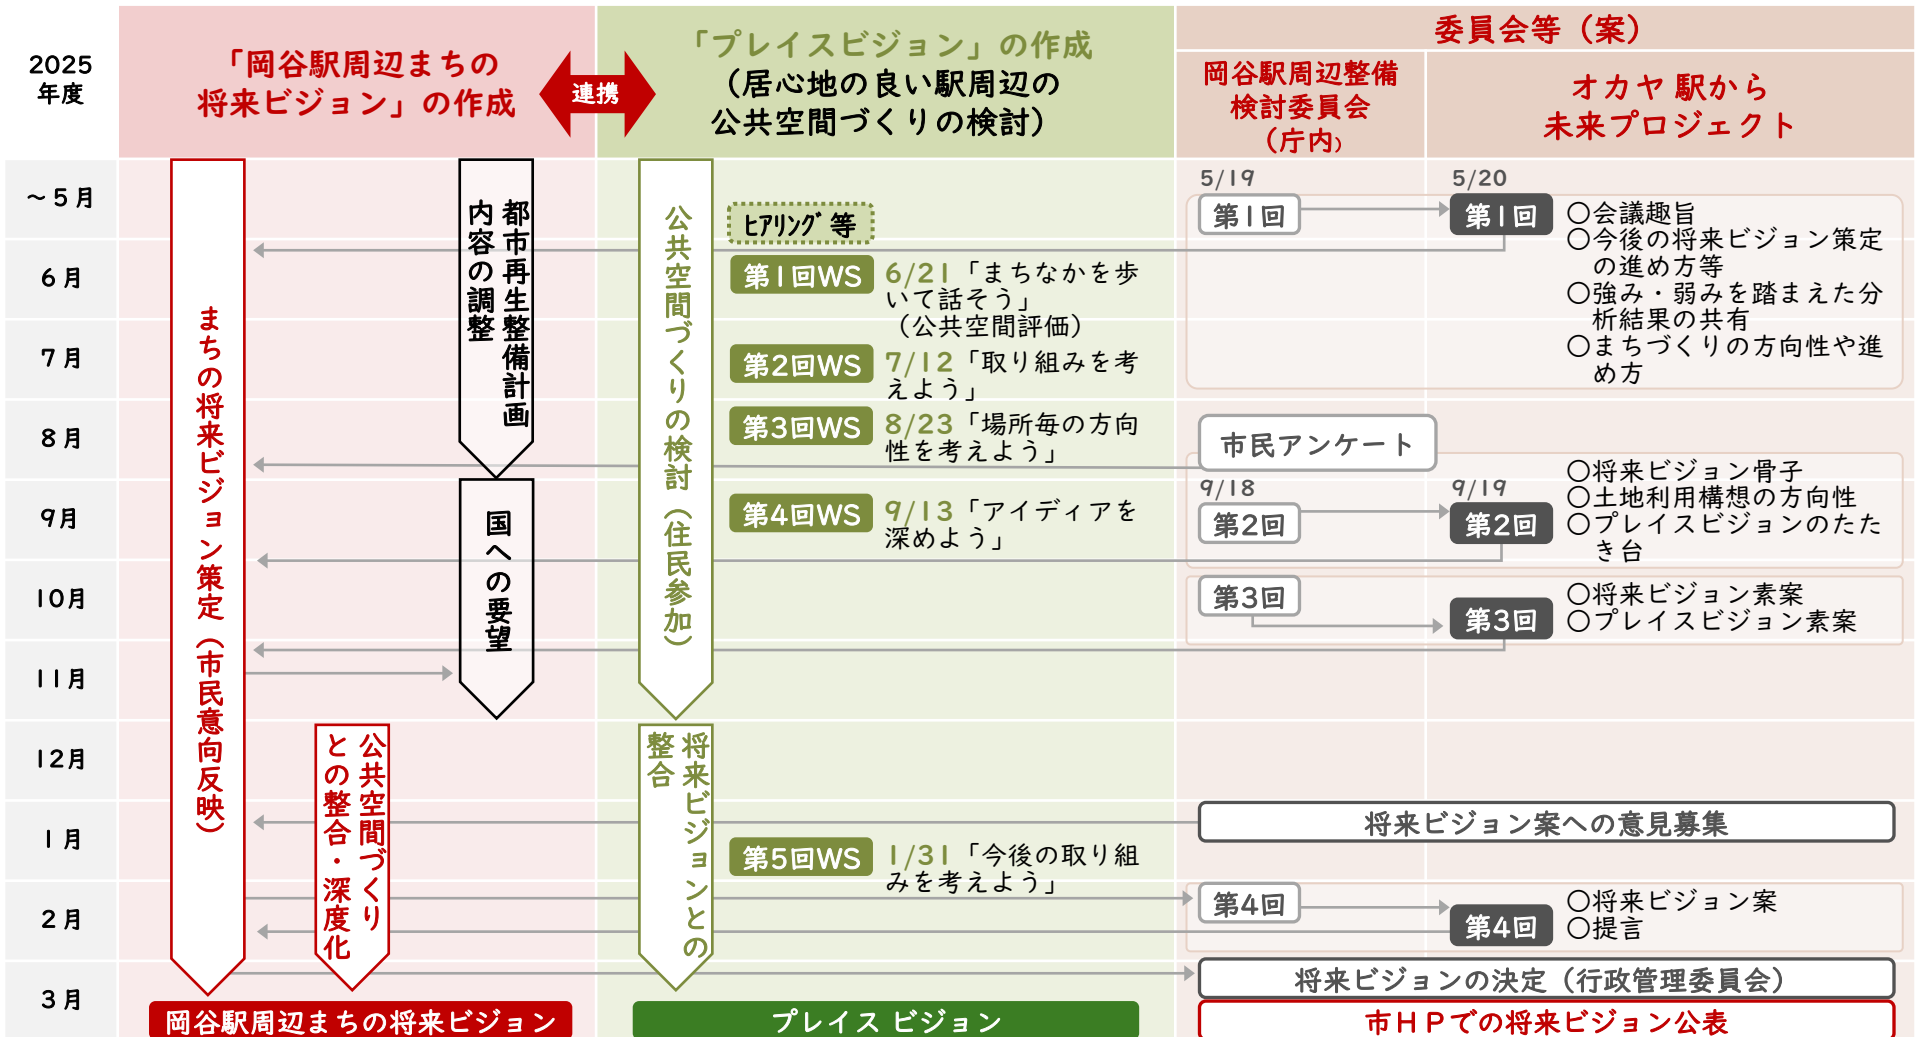 2025
年度
「岡谷駅周辺まちの
将来ビジョン」の作成
連携
「プレイスビジョン」の作成
（居心地の良い駅周辺の
公共空間づくりの検討）
委員会等（案）
岡谷駅周辺整備
検討委員会
（庁内）
オカヤ 駅から
未来プロジェクト
～５月
6月
7月
8月
9月
10月
11月
12月
1月
2月
3月
まちの将来ビジョン策定（市民意向反映）
都市再生整備計画
内容の調整
国への要望
公共空間づくり
との整合・深度化
公共空間づくりの検討（住民参加）
将来ビジョンとの
整合
ﾋｱﾘﾝｸﾞ等
第1回WS
6/21「まちなかを歩
いて話そう」
（公共空間評価）
第2回WS
7/12「取り組みを考
えよう」
第3回WS
8/23「場所毎の方向
性を考えよう」
第4回WS
9/13「アイディアを
深めよう」
第5回WS
1/31「今後の取り組
みを考えよう」
5/19
第1回
5/20
第1回
〇会議趣旨
〇今後の将来ビジョン策定
の進め方等
〇強み・弱みを踏まえた分
析結果の共有
〇まちづくりの方向性や進
め方
市民アンケート
9/18
第2回
9/19
第2回
〇将来ビジョン骨子
〇土地利用構想の方向性
〇プレイスビジョンのたた
き台
第3回
第3回
〇将来ビジョン素案
〇プレイスビジョン素案
将来ビジョン案への意見募集
第4回
第4回
〇将来ビジョン案
〇提言
将来ビジョンの決定（行政管理委員会）
市ＨＰでの将来ビジョン公表
岡谷駅周辺まちの将来ビジョン
プレイス ビジョン